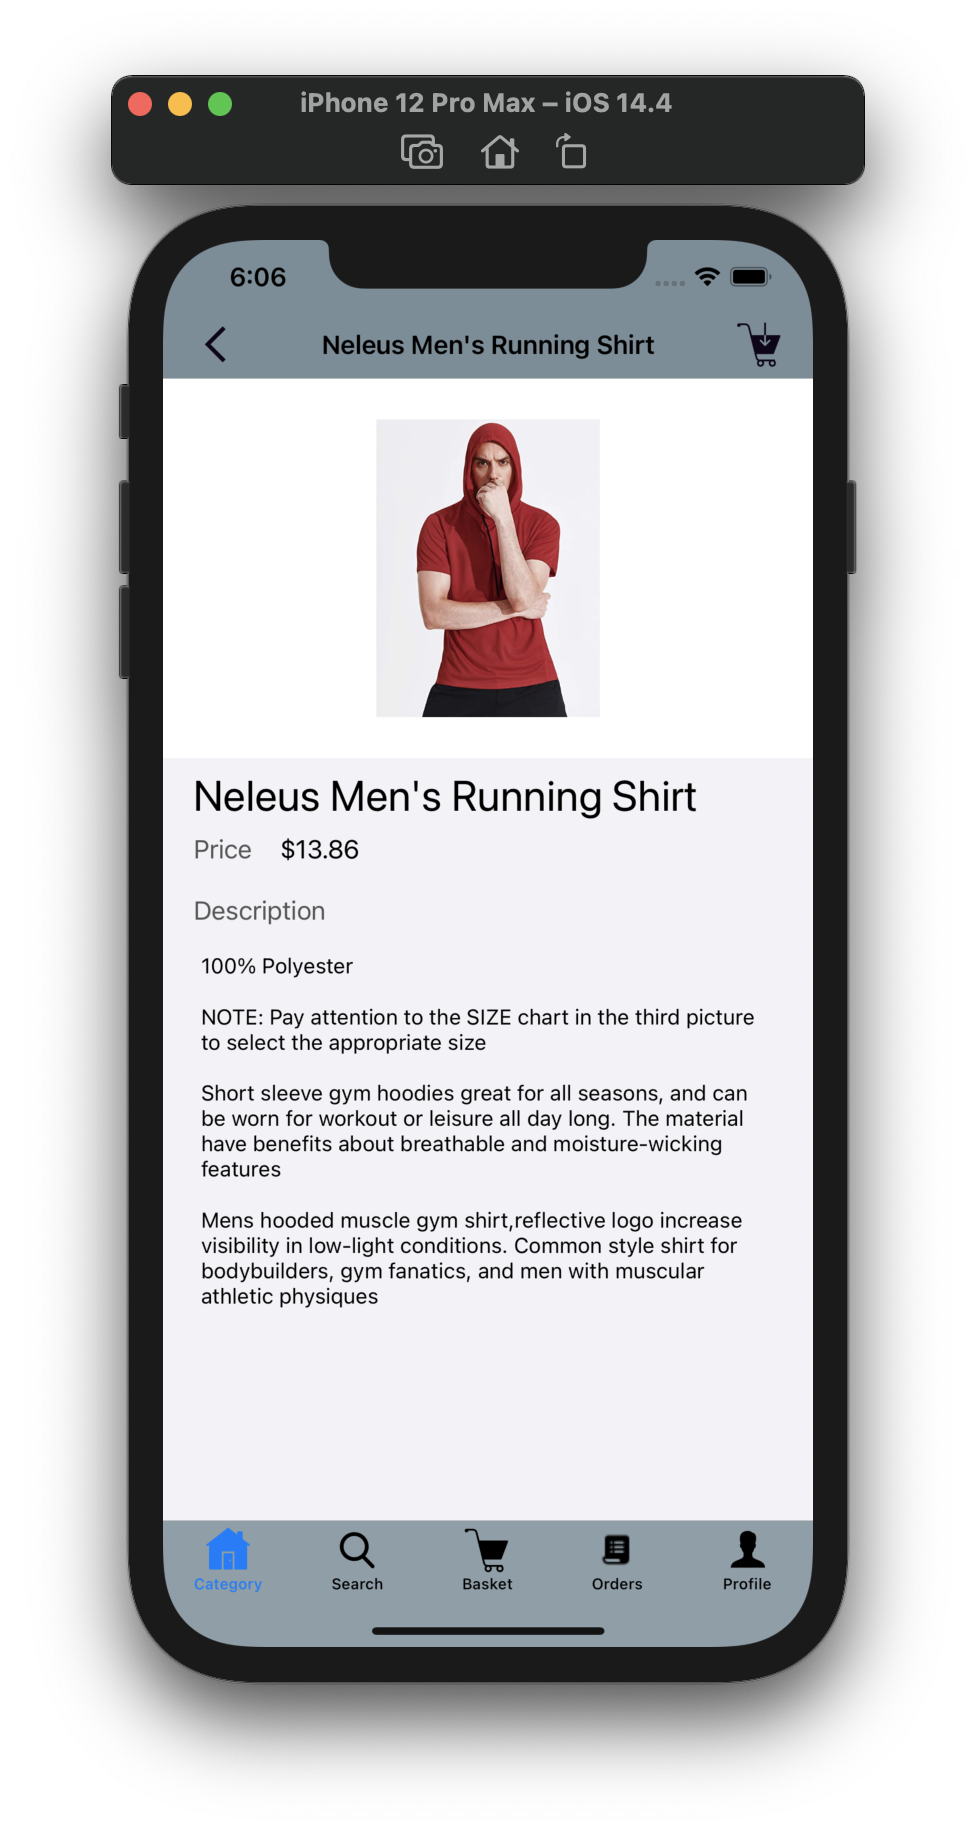 iPhone 12 Pro Max – iOS 14.4
6:06
Neleus Men's Running Shirt
Neleus Men's Running Shirt
Price $13.86
Description
100% Polyester
NOTE: Pay attention to the SIZE chart in the third picture
to select the appropriate size
Short sleeve gym hoodies great for all seasons, and can
be worn for workout or leisure all day long. The material
have benefits about breathable and moisture-wicking
features
Mens hooded muscle gym shirt,reflective logo increase
visibility in low-light conditions. Common style shirt for
bodybuilders, gym fanatics, and men with muscular
athletic physiques
Category Search Basket Orders Profile